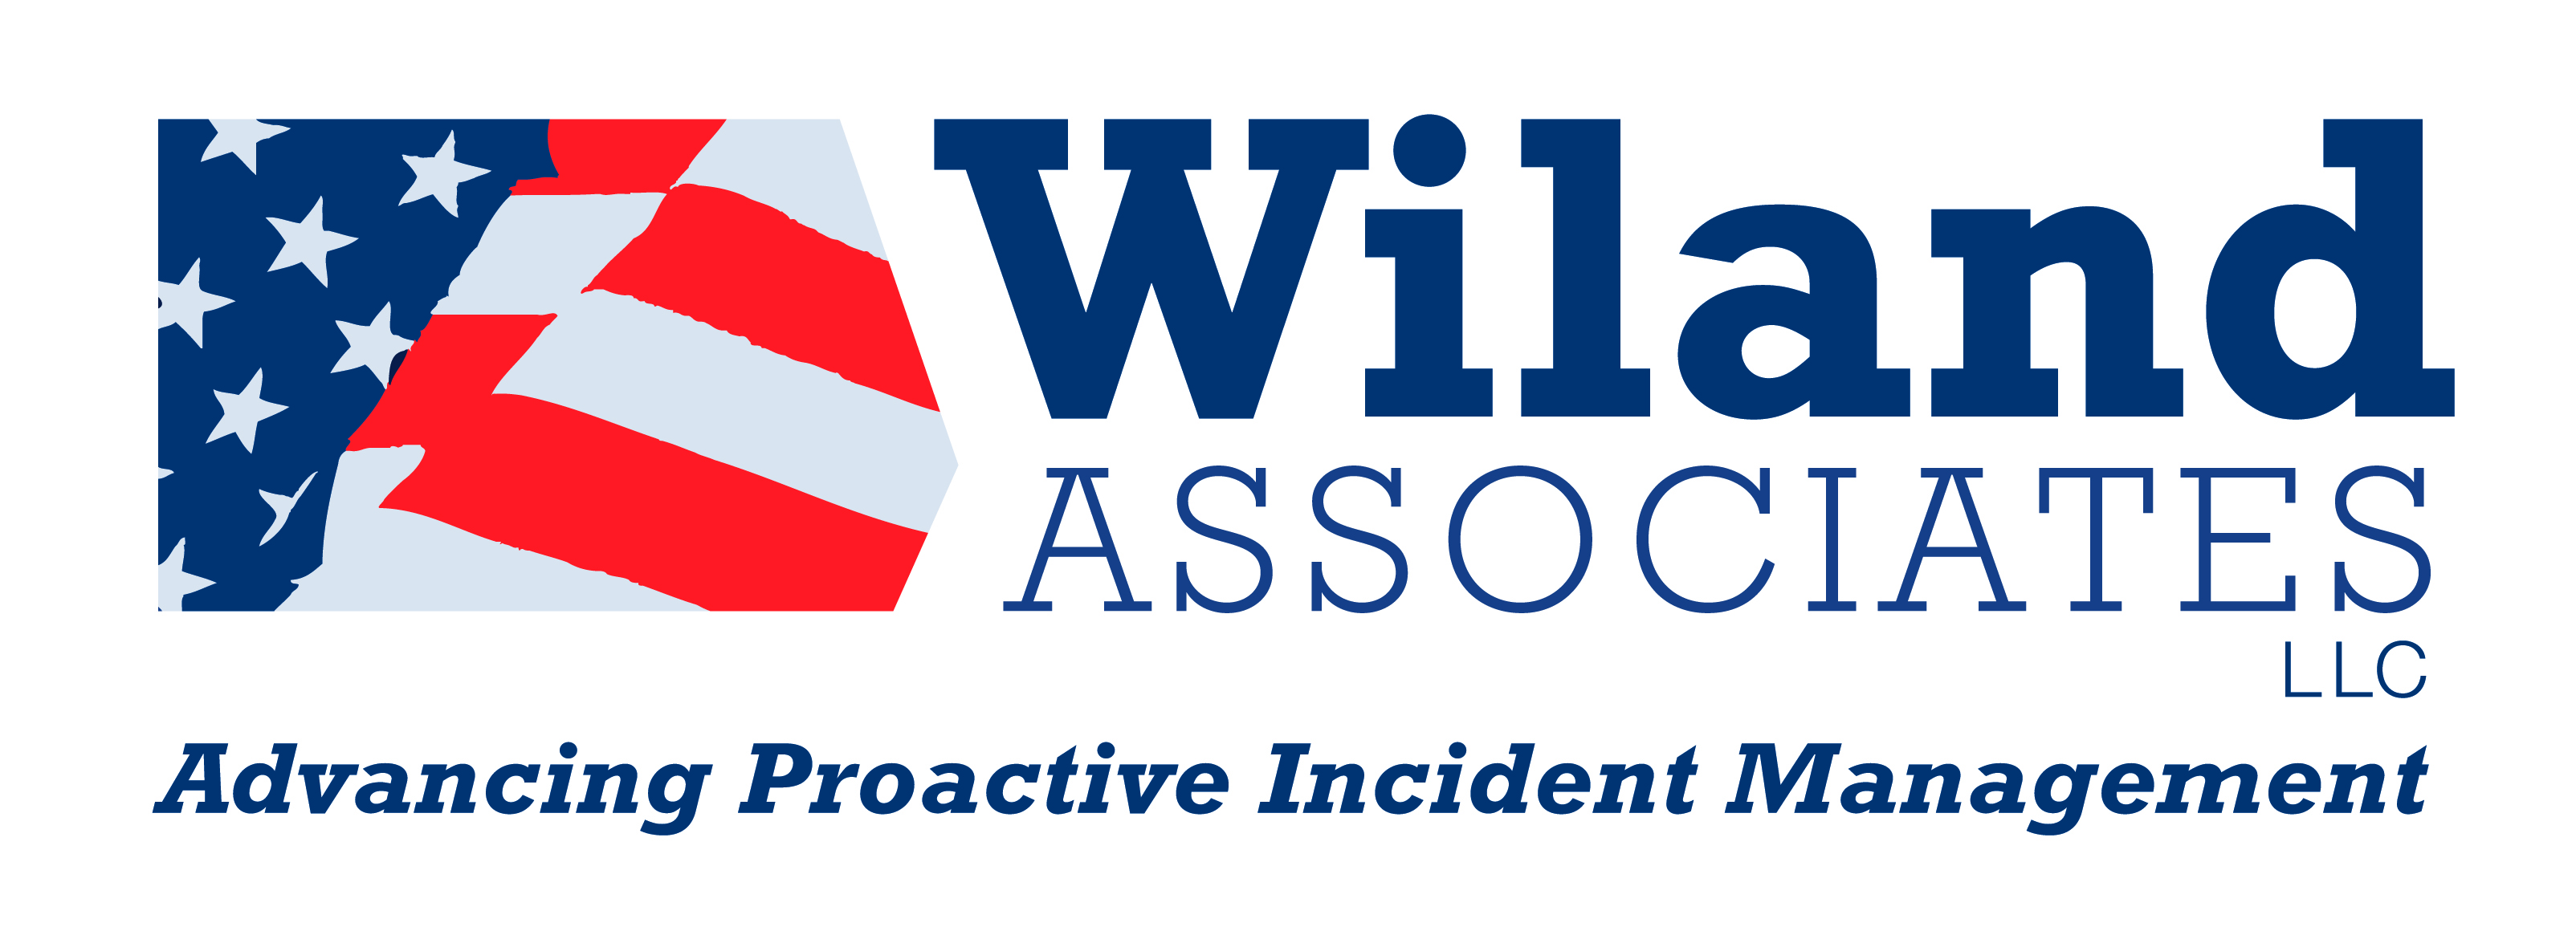 Wiland
ASSOCIATES
LLC
Advancing Proactive Incident Management